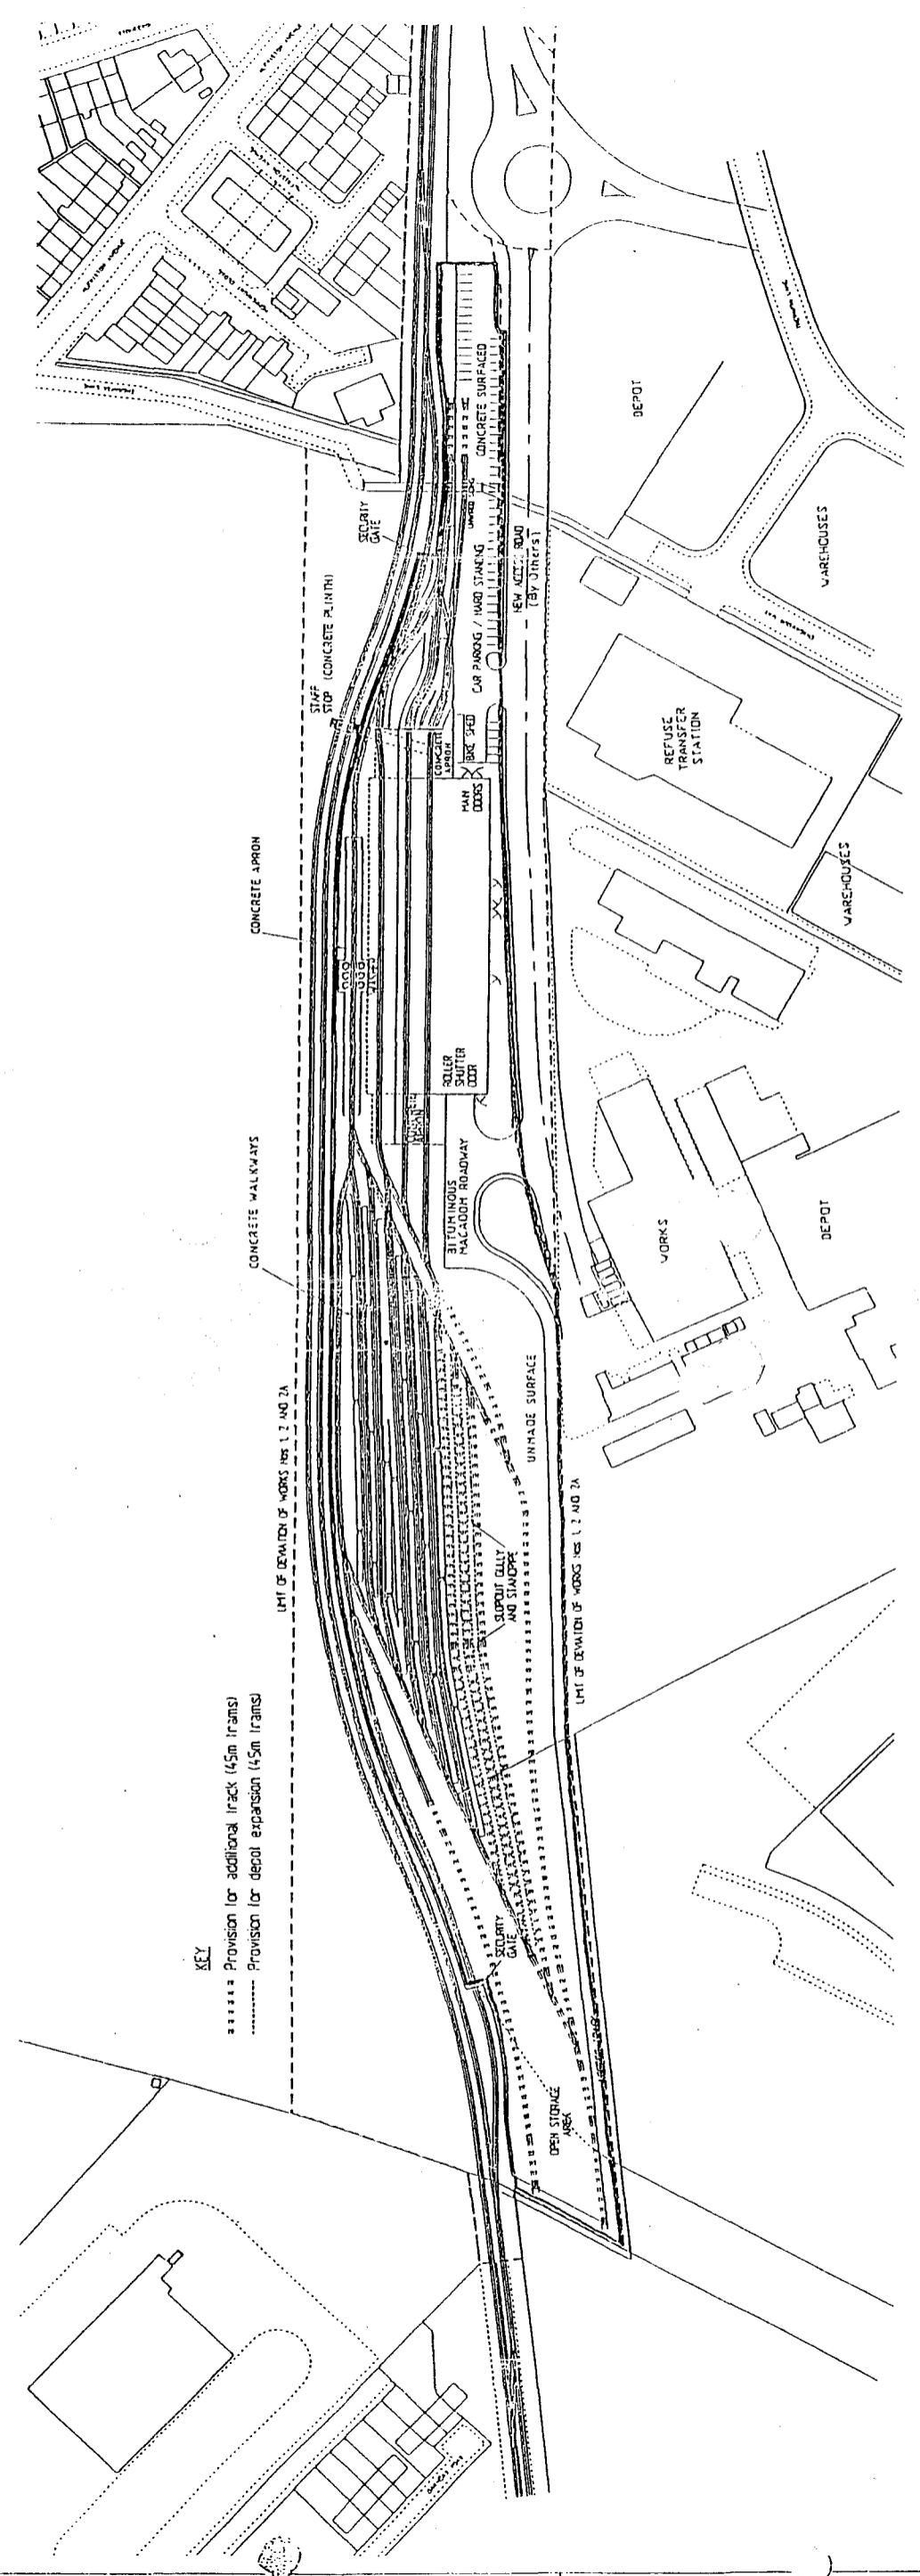 KEY
Provision for additional track (45m trams)
Provision for depot expansion (45m trams)
LIMIT OF DEVIATION OF WORKS Nos 1, 2 AND 2A
CONCRETE WALKWAYS
CONCRETE APRON
STAFF
STOP (CONCRETE PLINTH)
SECURITY
GATE
CONCRETE
APRON
BIKE SHED
MAN
DOORS
CAR PARKING / HARD STANDING
CONCRETE SURFACED
NEW ACCESS ROAD
(By Others)
ROLLER
SHUTTER
DOOR
BITUMINOUS
MACADOM ROADWAY
UNMADE SURFACE
SLOPOUT GULLY
AND STANDPIPE
LIMIT OF DEVIATION OF WORKS Nos 1, 2 AND 2A
SECURITY
GATE
OPEN STORAGE
AREA
DEPOT
WAREHOUSES
REFUSE
TRANSFER
STATION
WAREHOUSES
WORKS
DEPOT